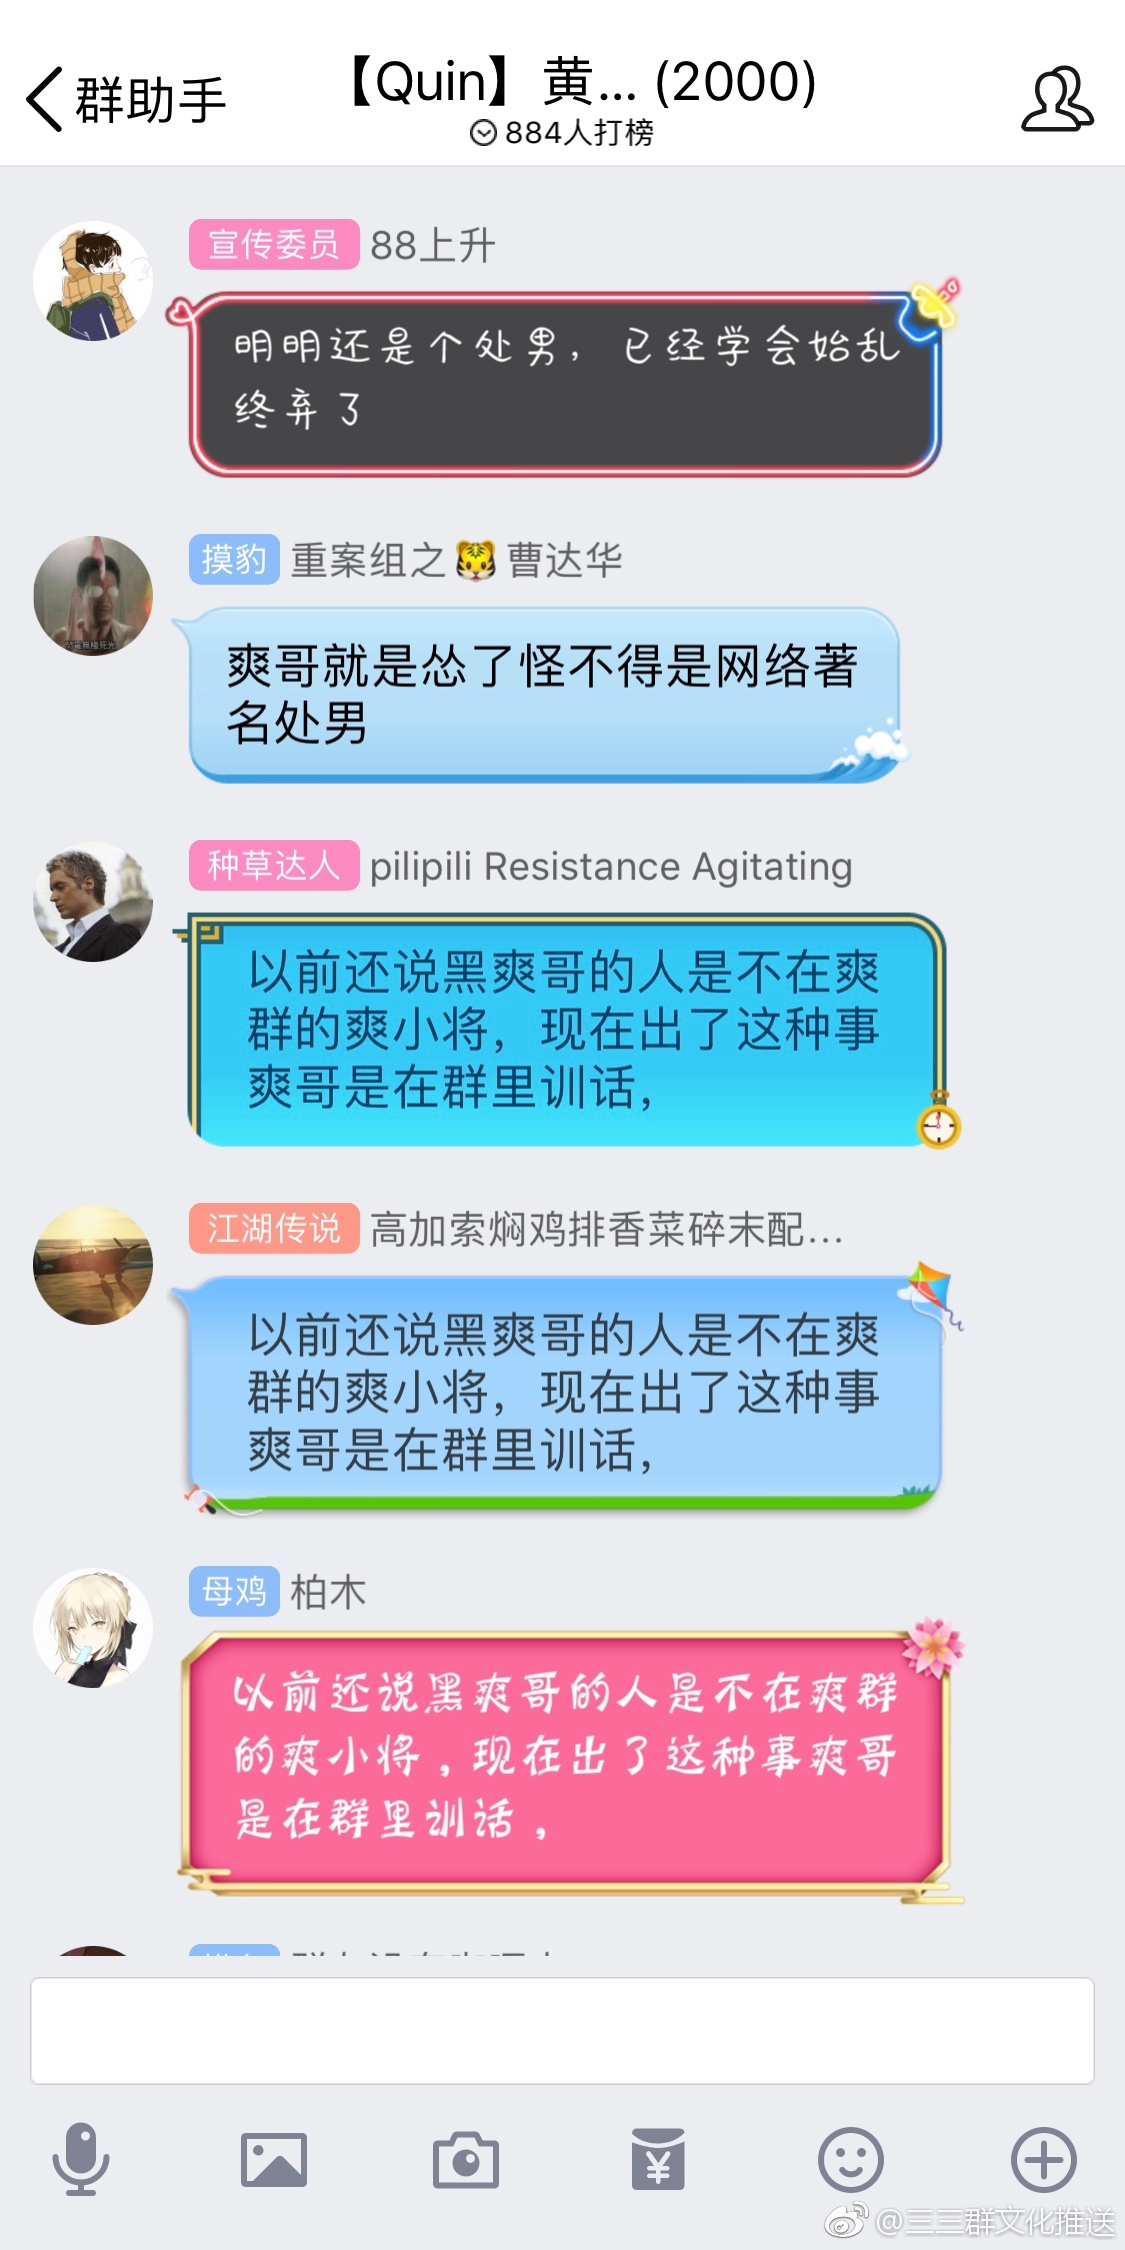 群助手
【Quin】黄... (2000)
884人打榜
宣传委员 88上升
明明还是个处男，已经学会始乱
终弃了
摸豹 重案组之🐯曹达华
爽哥就是怂了怪不得是网络著
名处男
种草达人 pilipili Resistance Agitating
以前还说黑爽哥的人是不在爽
群的爽小将，现在出了这种事
爽哥是在群里训话，
江湖传说 高加索焖鸡排香菜碎末配...
以前还说黑爽哥的人是不在爽
群的爽小将，现在出了这种事
爽哥是在群里训话，
母鸡 柏木
以前还说黑爽哥的人是不在爽群
的爽小将，现在出了这种事爽哥
是在群里训话，
@三三群文化推送